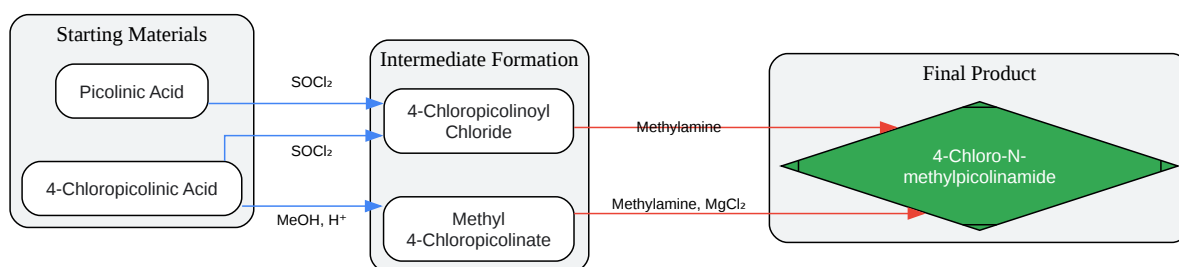 Starting Materials
Picolinic Acid
4-Chloropicolinic Acid
SOCl₂
SOCl₂
MeOH, H⁺
Intermediate Formation
4-Chloropicolinoyl
Chloride
Methyl
4-Chloropicolinate
Methylamine
Methylamine, MgCl₂
Final Product
4-Chloro-N-
methylpicolinamide